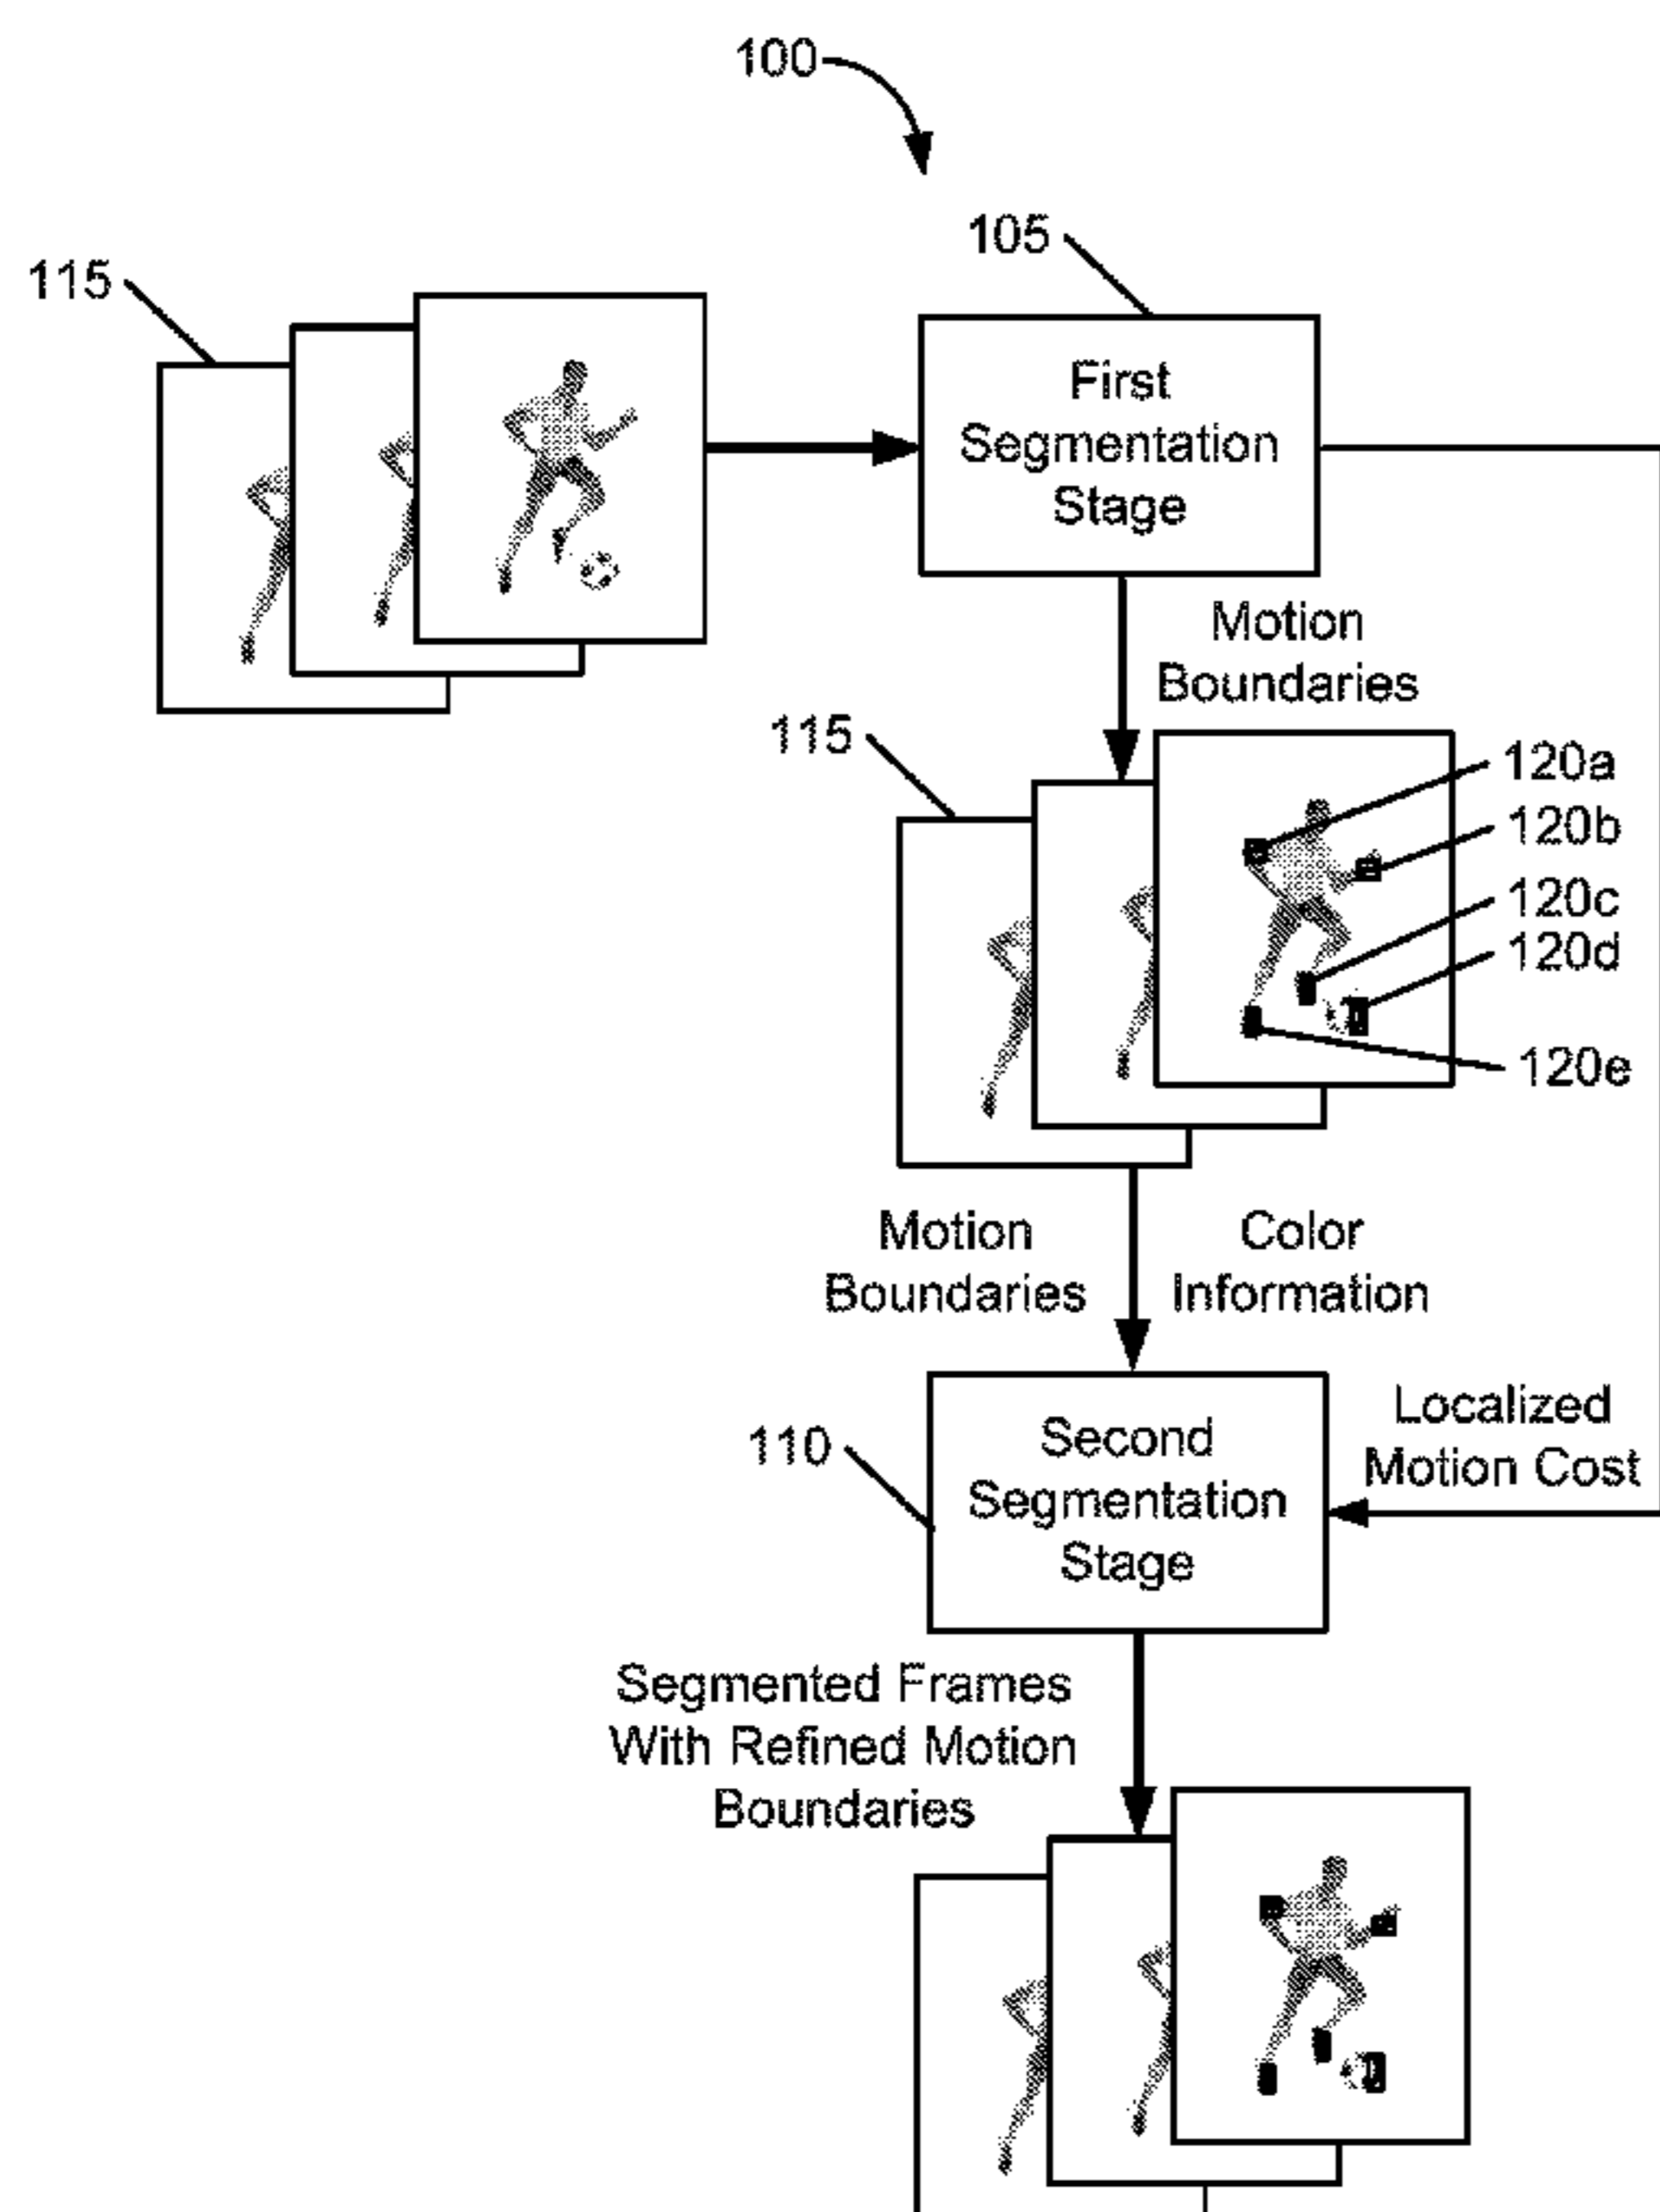 100
105
115
First
Segmentation
Stage
Motion
Boundaries
115
120a
120b
120c
120d
120e
Motion
Boundaries
Color
Information
Localized
Motion Cost
110
Second
Segmentation
Stage
Segmented Frames
With Refined Motion
Boundaries